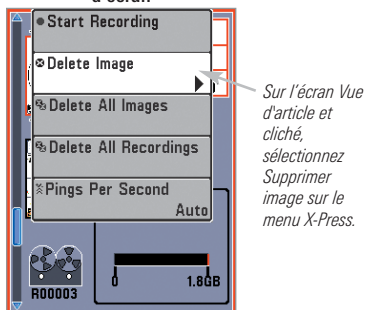 Start Recording
Delete Image
Delete All Images
Delete All Recordings
Pings Per Second
Auto
0
1.8GB
R00003
Sur l'écran Vue
d'article et
cliché,
sélectionnez
Supprimer
image sur le
menu X-Press.